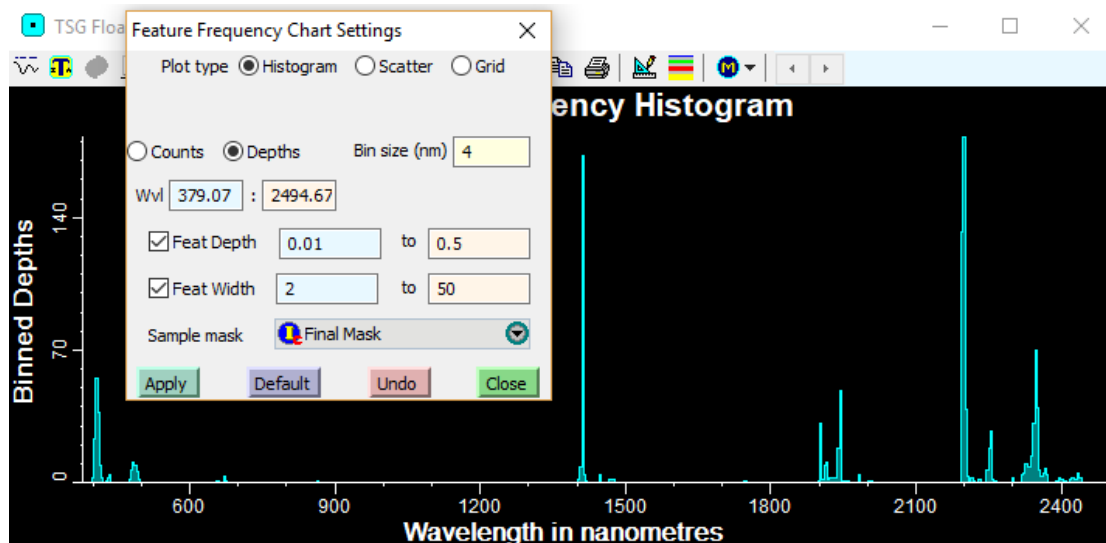 TSG Floa
Feature Frequency Chart Settings
Plot type Histogram Scatter Grid
ency Histogram
Counts Depths Bin size (nm) 4
Wvl 379.07 : 2494.67
Feat Depth 0.01 to 0.5
Feat Width 2 to 50
Sample mask Final Mask
Apply Default Undo Close
Binned Depths
140
70
0
600 900 1200 1500 1800 2100 2400
Wavelength in nanometres